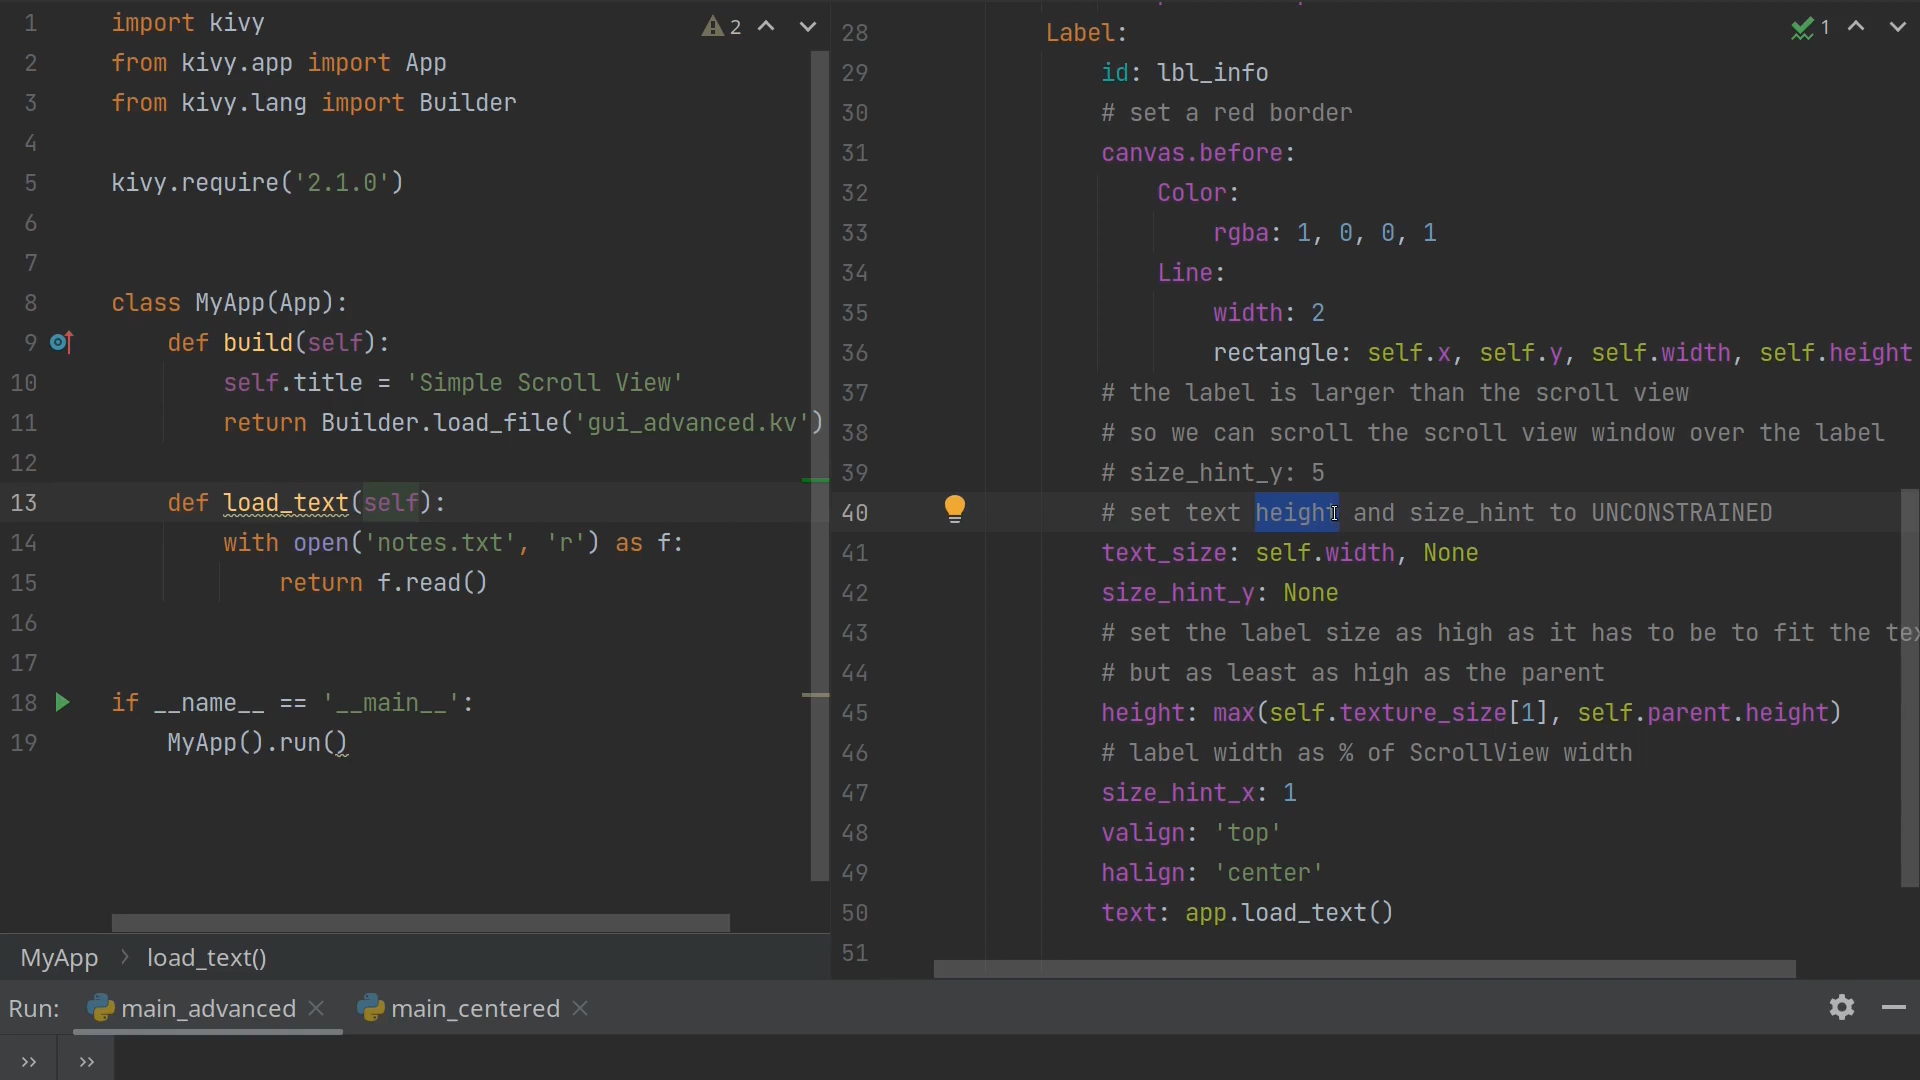 1 import kivy
2 from kivy.app import App
3 from kivy.lang import Builder
4
5 kivy.require('2.1.0')
6
7
8 class MyApp(App):
9 def build(self):
10 self.title = 'Simple Scroll View'
11 return Builder.load_file('gui_advanced.kv')
12
13 def load_text(self):
14 with open('notes.txt', 'r') as f:
15 return f.read()
16
17
18 if __name__ == '__main__':
19 MyApp().run()
2
MyApp > load_text()
28 Label:
29 id: lbl_info
30 # set a red border
31 canvas.before:
32 Color:
33 rgba: 1, 0, 0, 1
34 Line:
35 width: 2
36 rectangle: self.x, self.y, self.width, self.height
37 # the label is larger than the scroll view
38 # so we can scroll the scroll view window over the label
39 # size_hint_y: 5
40 # set text height and size_hint to UNCONSTRAINED
41 text_size: self.width, None
42 size_hint_y: None
43 # set the label size as high as it has to be to fit the tex
44 # but as least as high as the parent
45 height: max(self.texture_size[1], self.parent.height)
46 # label width as % of ScrollView width
47 size_hint_x: 1
48 valign: 'top'
49 halign: 'center'
50 text: app.load_text()
51
1
Run: main_advanced × main_centered ×
>> >>